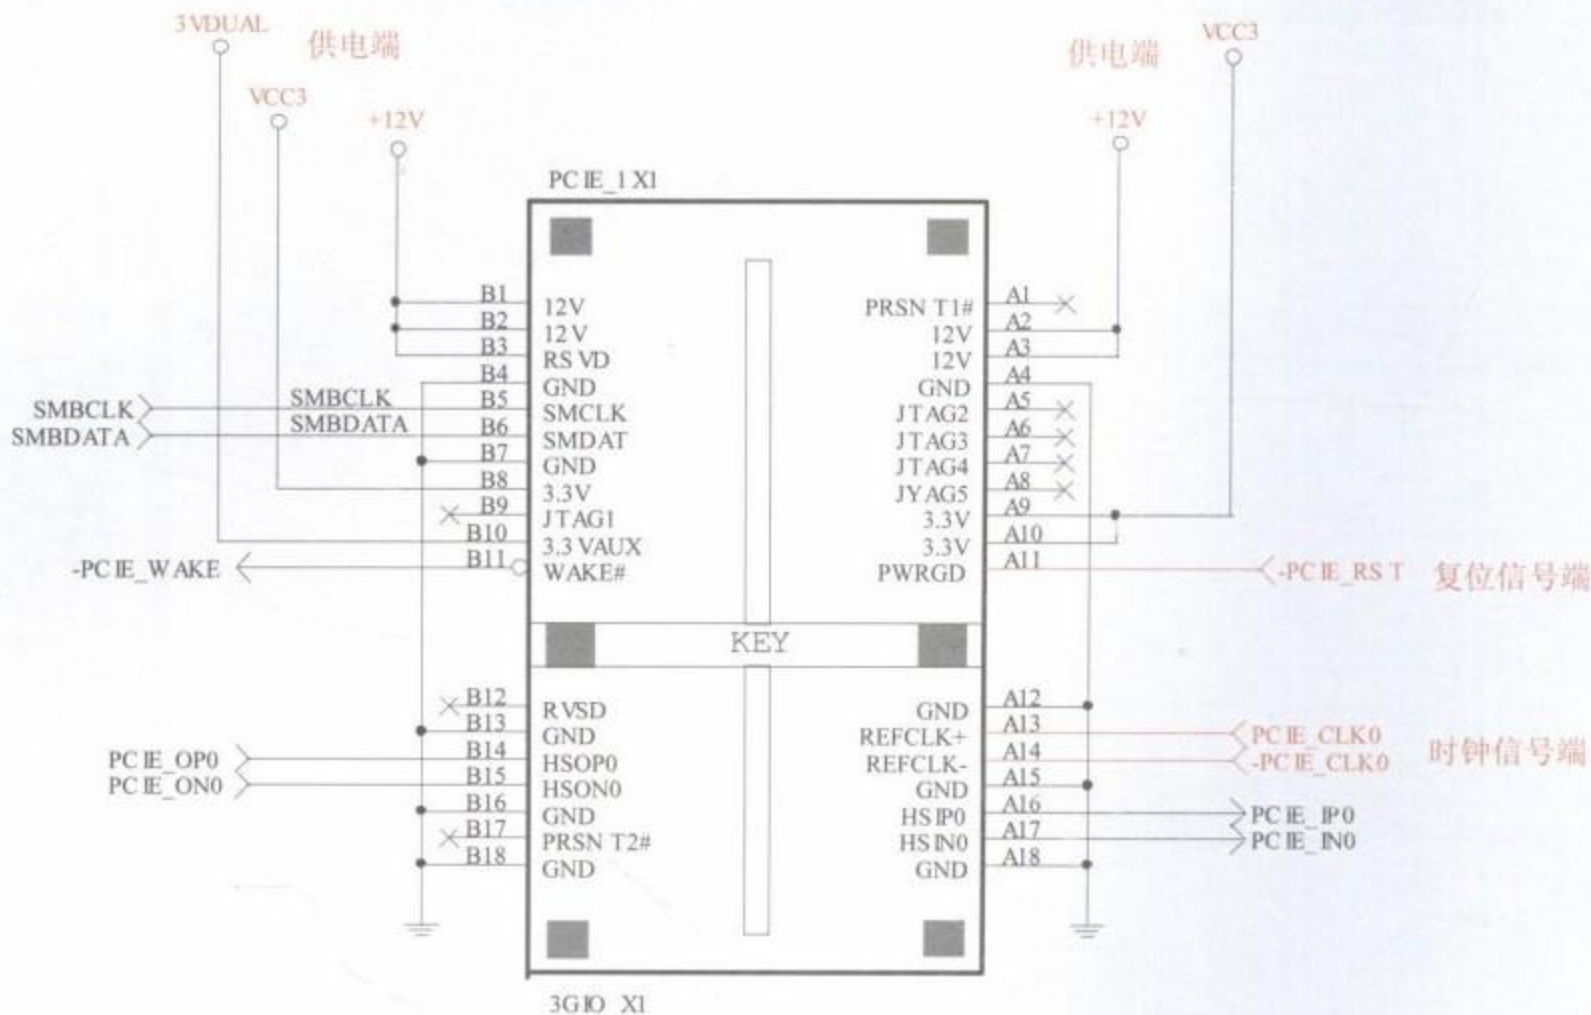 3VDUAL
供电端
供电端
VCC3
VCC3
+12V
+12V
PCIE_1 X1
B1 12V PRSNT1# A1
B2 12V 12V A2
B3 RSVD 12V A3
B4 GND GND A4
SMBCLK SMBCLK B5 SMCLK JTAG2 A5
SMBDATA SMBDATA B6 SMDAT JTAG3 A6
B7 GND JTAG4 A7
B8 3.3V JYAG5 A8
B9 JTAG1 3.3V A9
B10 3.3VAUX 3.3V A10
-PCIE_WAKE B11 WAKE# PWRGD A11 -PCIE_RST 复位信号端
KEY
B12 RVSD GND A12
B13 GND REFCLK+ A13 PCIE_CLK0
PCIE_OP0 B14 HSOP0 REFCLK- A14 -PCIE_CLK0 时钟信号端
PCIE_ON0 B15 HSON0 GND A15
B16 GND HSIP0 A16 PCIE_IP0
B17 PRSNT2# HSIN0 A17 PCIE_IN0
B18 GND GND A18
3GIO X1